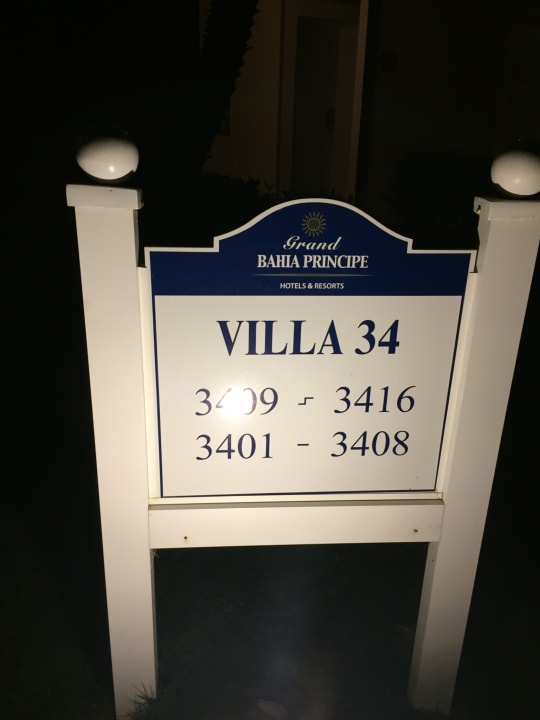 Grand
BAHIA PRINCIPE
HOTELS & RESORTS
VILLA 34
3409 - 3416
3401 - 3408